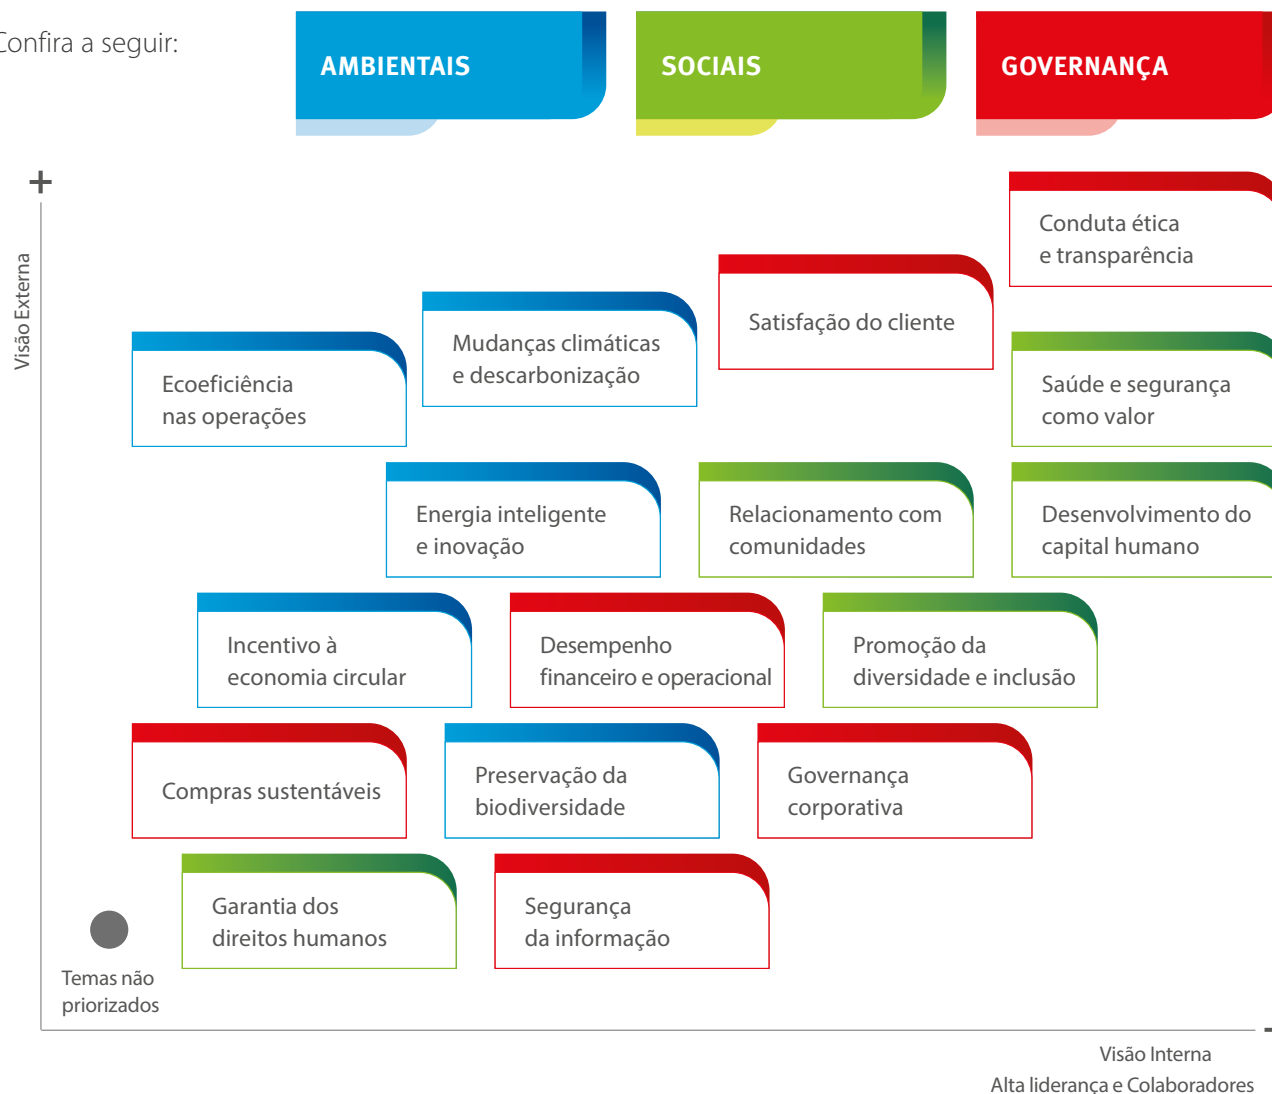 Confira a seguir:
AMBIENTAIS
SOCIAIS
GOVERNANÇA
+
Visão Externa
Conduta ética
e transparência
Satisfação do cliente
Mudanças climáticas
e descarbonização
Ecoeficiência
nas operações
Saúde e segurança
como valor
Energia inteligente
e inovação
Relacionamento com
comunidades
Desenvolvimento do
capital humano
Incentivo à
economia circular
Desempenho
financeiro e operacional
Promoção da
diversidade e inclusão
Compras sustentáveis
Preservação da
biodiversidade
Governança
corporativa
Garantia dos
direitos humanos
Segurança
da informação
Temas não
priorizados
Visão Interna
Alta liderança e Colaboradores